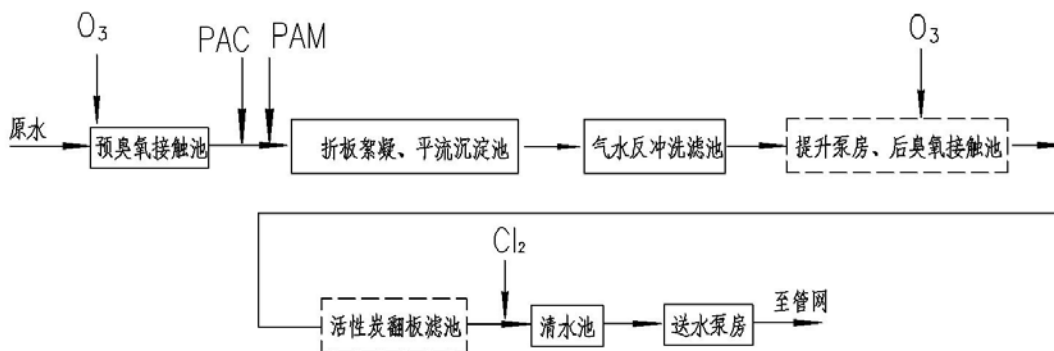 O₃
PAC
PAM
O₃
原水
预臭氧接触池
折板絮凝、平流沉淀池
气水反冲洗滤池
提升泵房、后臭氧接触池
Cl₂
活性炭翻板滤池
清水池
送水泵房
至管网